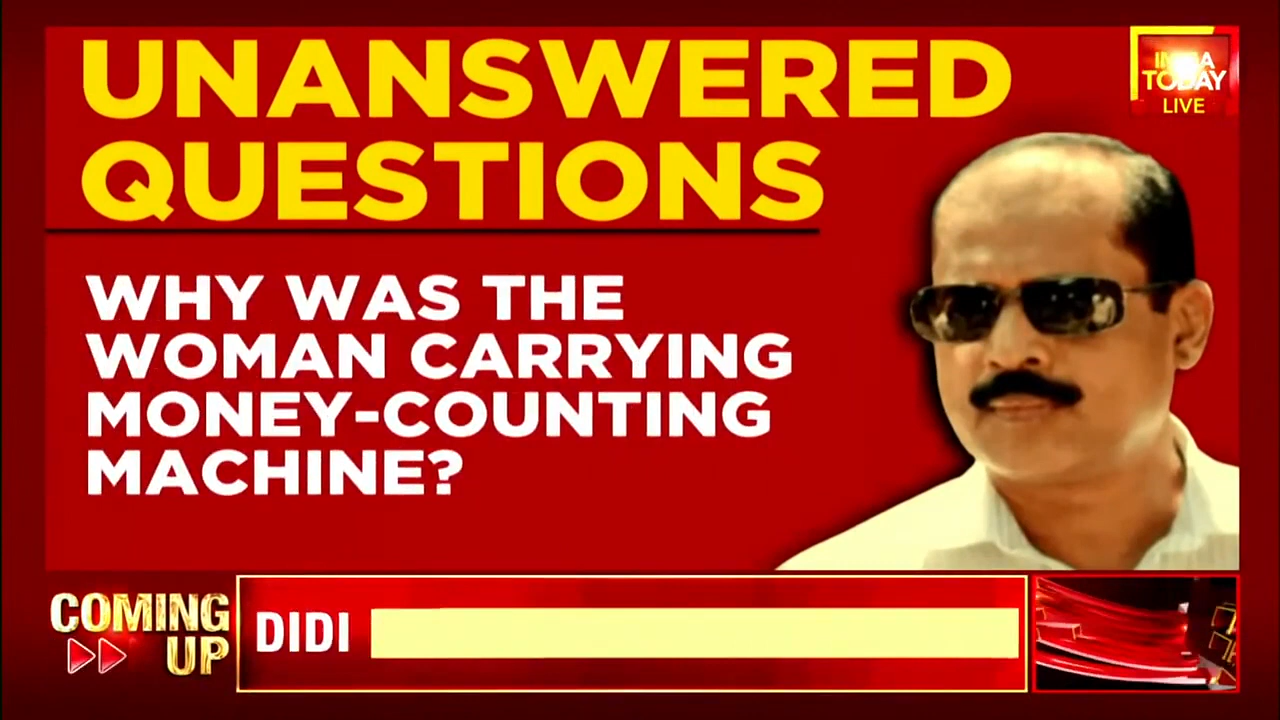 UNANSWERED
QUESTIONS
WHY WAS THE
WOMAN CARRYING
MONEY-COUNTING
MACHINE?
INDIA
TODAY
LIVE
COMING
UP
DIDI